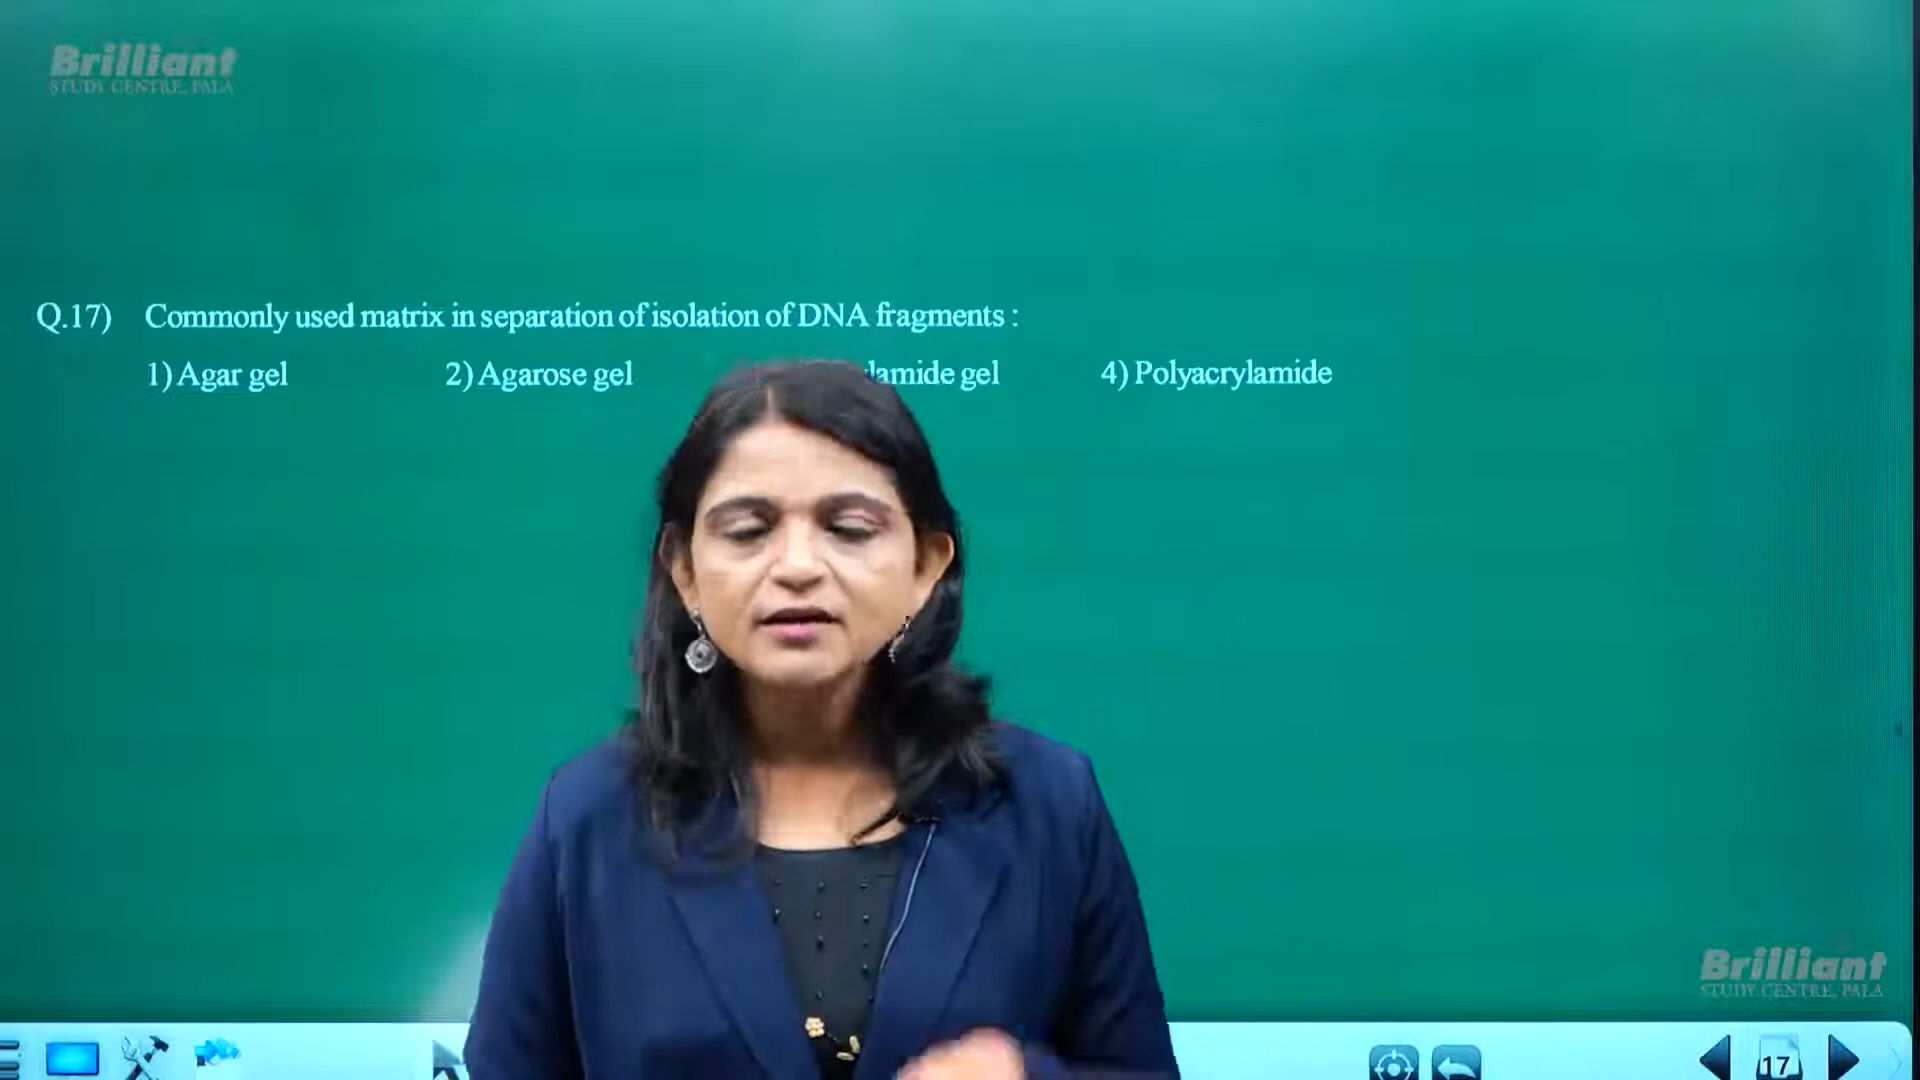 Brilliant
STUDY CENTRE, PALA
Q.17) Commonly used matrix in separation of isolation of DNA fragments :
1) Agar gel 2) Agarose gel gel 4) Polyacrylamide
Brilliant
STUDY CENTRE, PALA
17